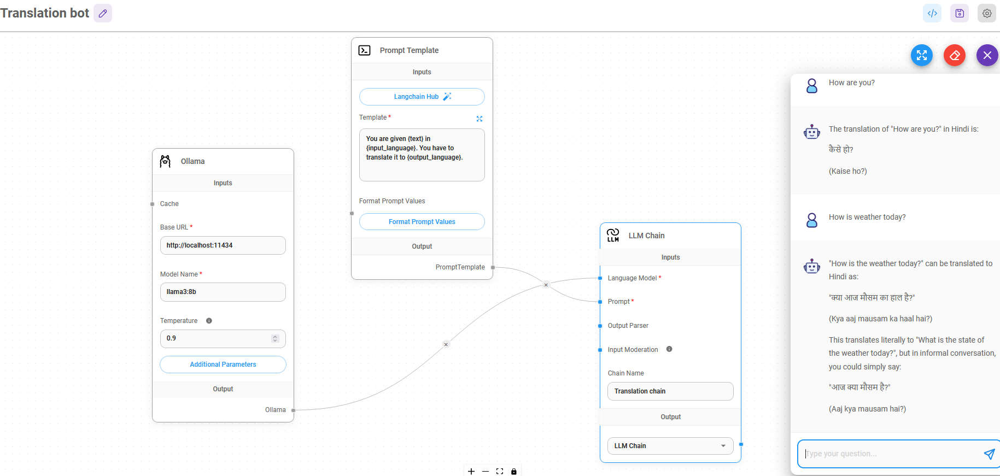 Translation bot
</>
Prompt Template
Inputs
Langchain Hub
Template *
You are given {text} in
{input_language}. You have to
translate it to {output_language}.
Format Prompt Values
Format Prompt Values
Output
PromptTemplate
Ollama
Inputs
Cache
Base URL *
http://localhost:11434
Model Name *
llama3:8b
Temperature
0.9
Additional Parameters
Output
Ollama
LLM
LLM Chain
Inputs
Language Model *
Prompt *
Output Parser
Input Moderation
Chain Name
Translation chain
Output
LLM Chain
How are you?
The translation of "How are you?" in Hindi is:
कैसे हो?
(Kaise ho?)
How is weather today?
"How is the weather today?" can be translated to
Hindi as:
"क्या आज मौसम का हाल है?"
(Kya aaj mausam ka haal hai?)
This translates literally to "What is the state of
the weather today?", but in informal conversation,
you could simply say:
"आज क्या मौसम है?"
(Aaj kya mausam hai?)
Type your question...